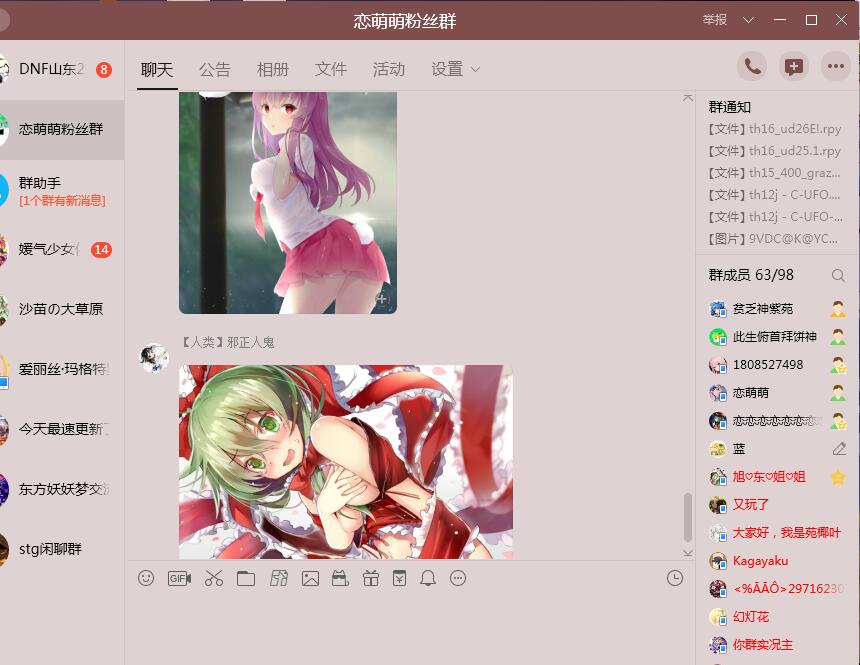 恋萌萌粉丝群
举报
DNF山东2
8
恋萌萌粉丝群
群助手
[1个群有新消息]
媛气少女
14
沙苗の大草原
爱丽丝·玛格特
今天最速更新
东方妖妖梦交
stg闲聊群
聊天 公告 相册 文件 活动 设置
【人类】邪正人鬼
GIF
群通知
【文件】th16_ud26E!.rpy
【文件】th16_ud25.1.rpy
【文件】th15_400_graz...
【文件】th12j - C-UFO....
【文件】th12j - C-UFO-...
【图片】9VDC@K@YC...
群成员 63/98
贫乏神紫苑
此生俯首拜饼神
1808527498
恋萌萌
恋恋恋恋恋恋
蓝
旭♡东♡姐♡姐
又玩了
大家好，我是苑椰叶
Kagayaku
<%ĀĀÔ>29716230
幻灯花
你群实况主